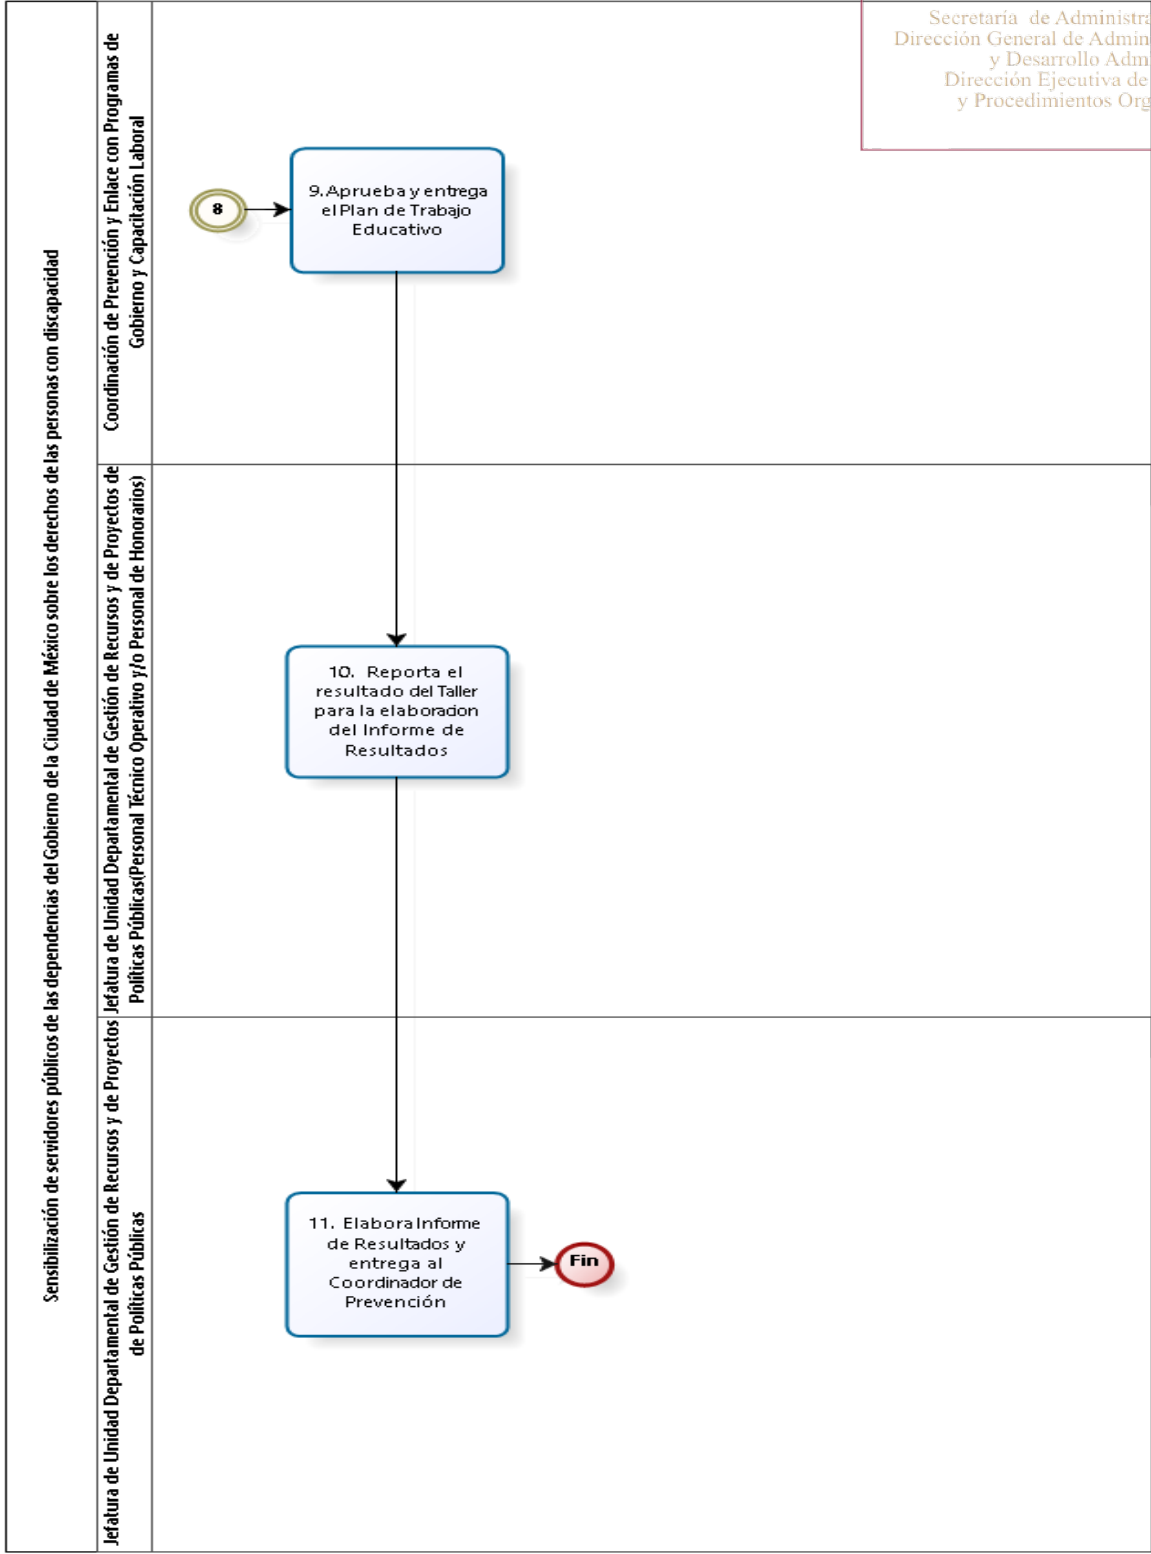 Secretaría de Administra
Dirección General de Admin
y Desarrollo Adm
Dirección Ejecutiva de
y Procedimientos Org
Sensibilización de servidores públicos de las dependencias del Gobierno de la Ciudad de México sobre los derechos de las personas con discapacidad
Coordinación de Prevención y Enlace con Programas de
Gobierno y Capacitación Laboral
8
9.Aprueba y entrega
el Plan de Trabajo
Educativo
Jefatura de Unidad Departamental de Gestión de Recursos y de Proyectos de
Políticas Públicas(Personal Técnico Operativo y/o Personal de Honorarios)
10. Reporta el
resultado del Taller
para la elaboracion
del Informe de
Resultados
Jefatura de Unidad Departamental de Gestión de Recursos y de Proyectos
de Políticas Públicas
11. Elabora Informe
de Resultados y
entrega al
Coordinador de
Prevención
Fin